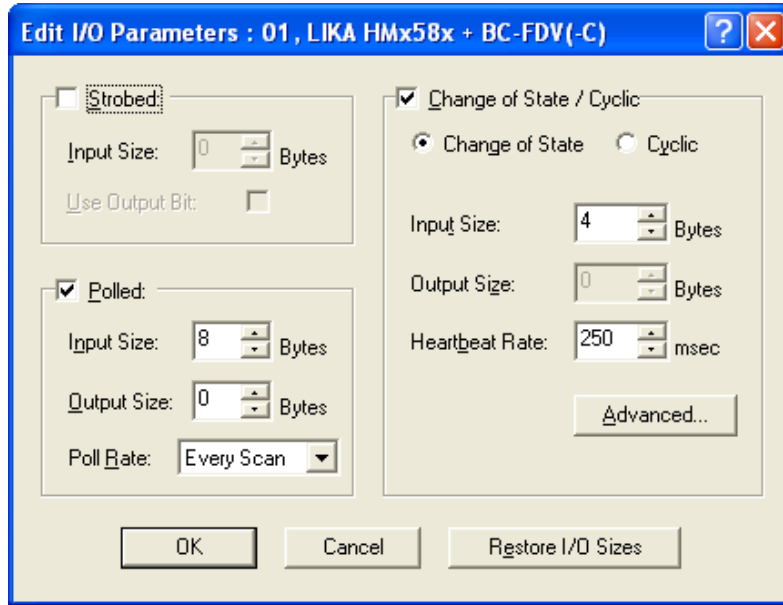 Edit I/O Parameters : 01, LIKA HMx58x + BC-FDV(-C)
Strobed:
Input Size: 0 Bytes
Use Output Bit:
Polled:
Input Size: 8 Bytes
Output Size: 0 Bytes
Poll Rate: Every Scan
Change of State / Cyclic
Change of State Cyclic
Input Size: 4 Bytes
Output Size: 0 Bytes
Heartbeat Rate: 250 msec
Advanced...
OK Cancel Restore I/O Sizes